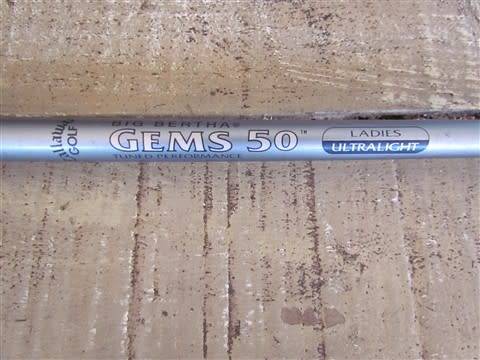 Callaway
GOLF
BIG BERTHA®
GEMS 50™
TUNED PERFORMANCE
LADIES
ULTRALIGHT